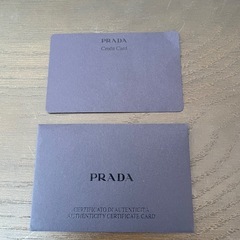 PRADA
Credit Card
PRADA
CERTIFICATO DI AUTENTICITÀ
AUTHENTICITY CERTIFICATE CARD